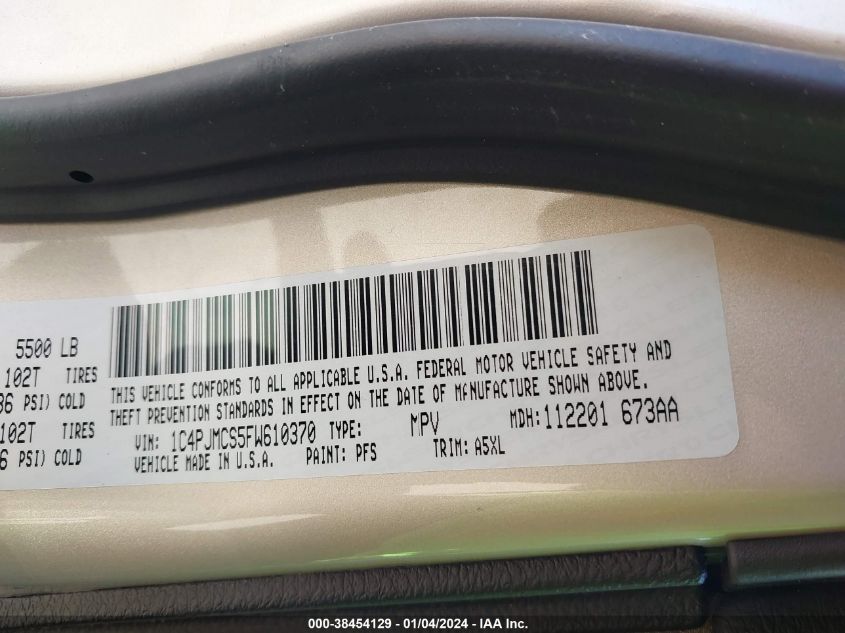 5500 LB
102T TIRES
36 PSI) COLD
102T TIRES
6 PSI) COLD
THIS VEHICLE CONFORMS TO ALL APPLICABLE U.S.A. FEDERAL MOTOR VEHICLE SAFETY AND
THEFT PREVENTION STANDARDS IN EFFECT ON THE DATE OF MANUFACTURE SHOWN ABOVE.
VIN: 1C4PJMCS5FW610370 TYPE: MPV MDH: 112201 673AA
VEHICLE MADE IN U.S.A. PAINT: PFS TRIM: A5XL
000-38454129 - 01/04/2024 - IAA Inc.